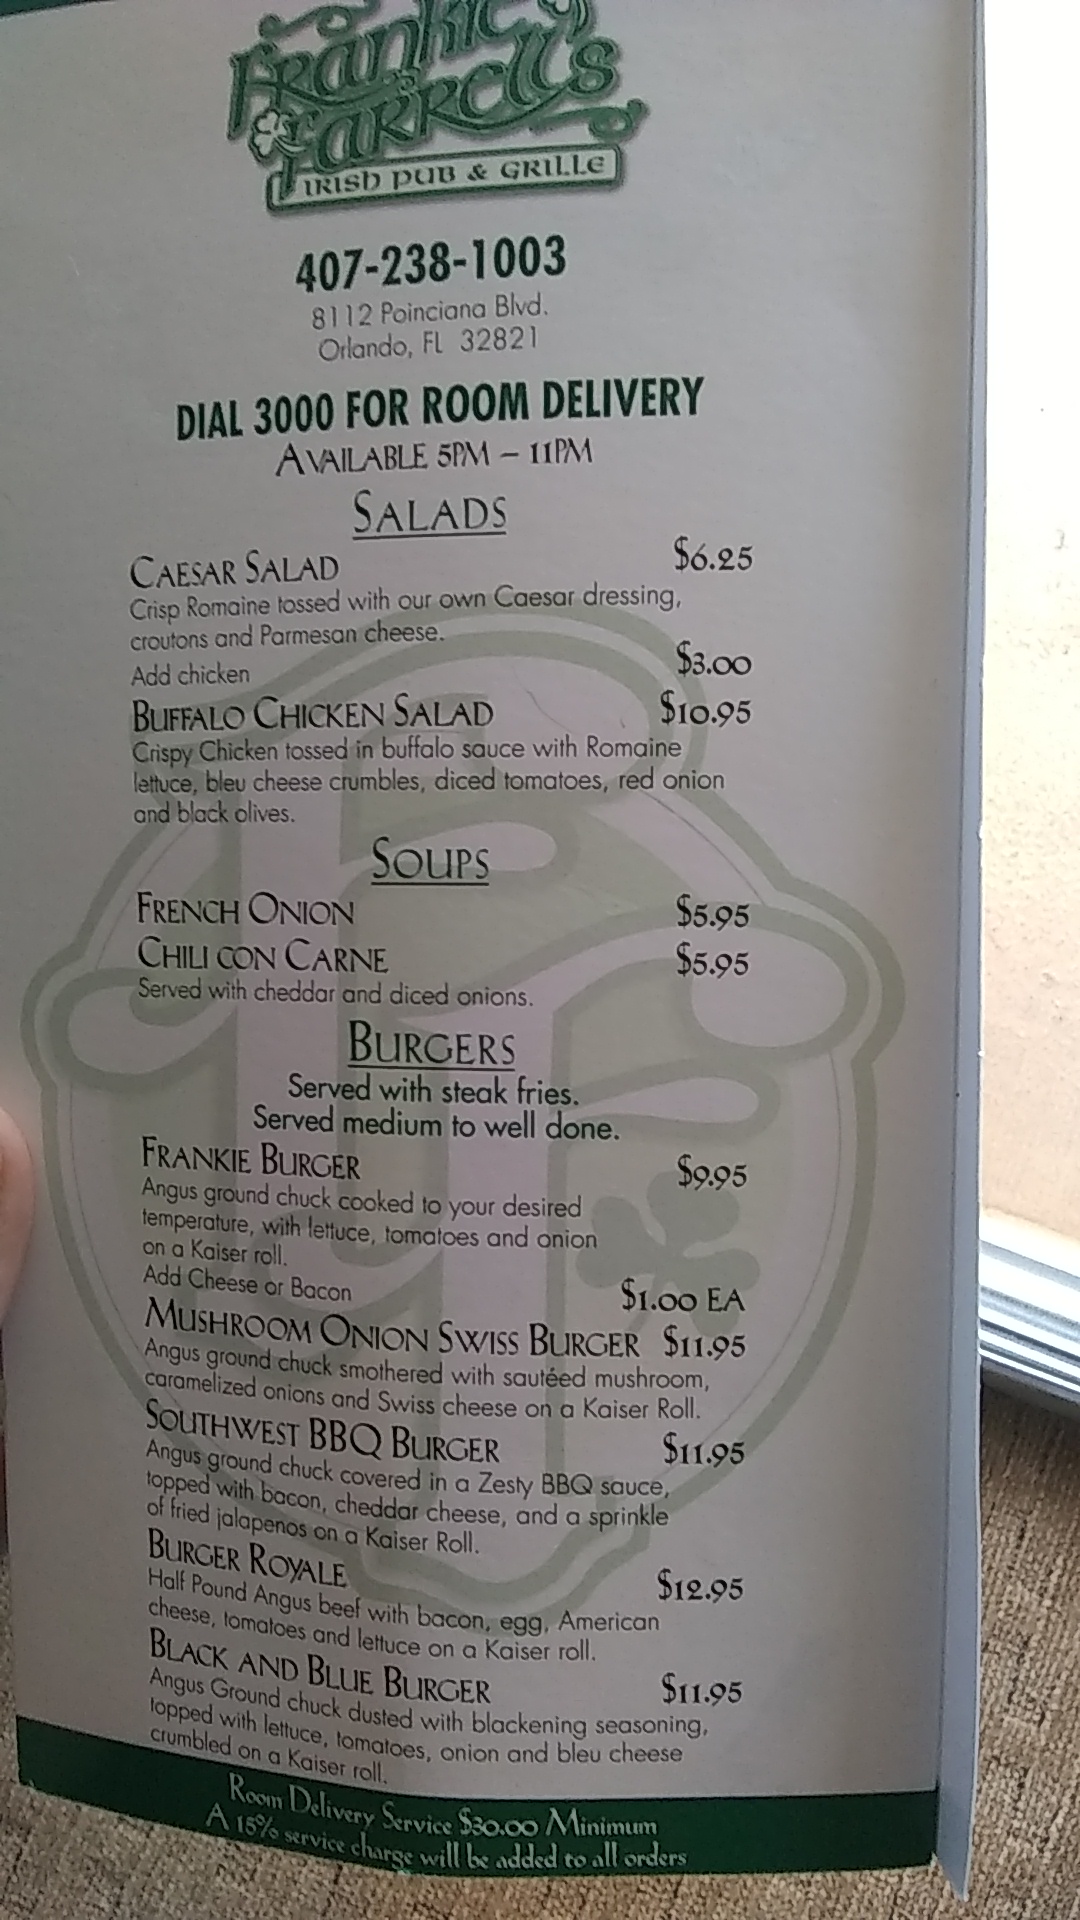 Frankie
Farrell's
Irish Pub & Grille
407-238-1003
8112 Poinciana Blvd.
Orlando, FL 32821
DIAL 3000 FOR ROOM DELIVERY
AVAILABLE 5PM – 11PM
SALADS
CAESAR SALAD $6.25
Crisp Romaine tossed with our own Caesar dressing,
croutons and Parmesan cheese.
Add chicken $3.00
BUFFALO CHICKEN SALAD $10.95
Crispy Chicken tossed in buffalo sauce with Romaine
lettuce, bleu cheese crumbles, diced tomatoes, red onion
and black olives.
SOUPS
FRENCH ONION $5.95
CHILI CON CARNE $5.95
Served with cheddar and diced onions.
BURGERS
Served with steak fries.
Served medium to well done.
FRANKIE BURGER $9.95
Angus ground chuck cooked to your desired
temperature, with lettuce, tomatoes and onion
on a Kaiser roll.
Add Cheese or Bacon $1.00 EA
MUSHROOM ONION SWISS BURGER $11.95
Angus ground chuck smothered with sautéed mushroom,
caramelized onions and Swiss cheese on a Kaiser Roll.
SOUTHWEST BBQ BURGER $11.95
Angus ground chuck covered in a Zesty BBQ sauce,
topped with bacon, cheddar cheese, and a sprinkle
of fried jalapenos on a Kaiser Roll.
BURGER ROYALE $12.95
Half Pound Angus beef with bacon, egg, American
cheese, tomatoes and lettuce on a Kaiser roll.
BLACK AND BLUE BURGER $11.95
Angus Ground chuck dusted with blackening seasoning,
topped with lettuce, tomatoes, onion and bleu cheese
crumbled on a Kaiser roll.
Room Delivery Service $30.00 Minimum
A 15% service charge will be added to all orders